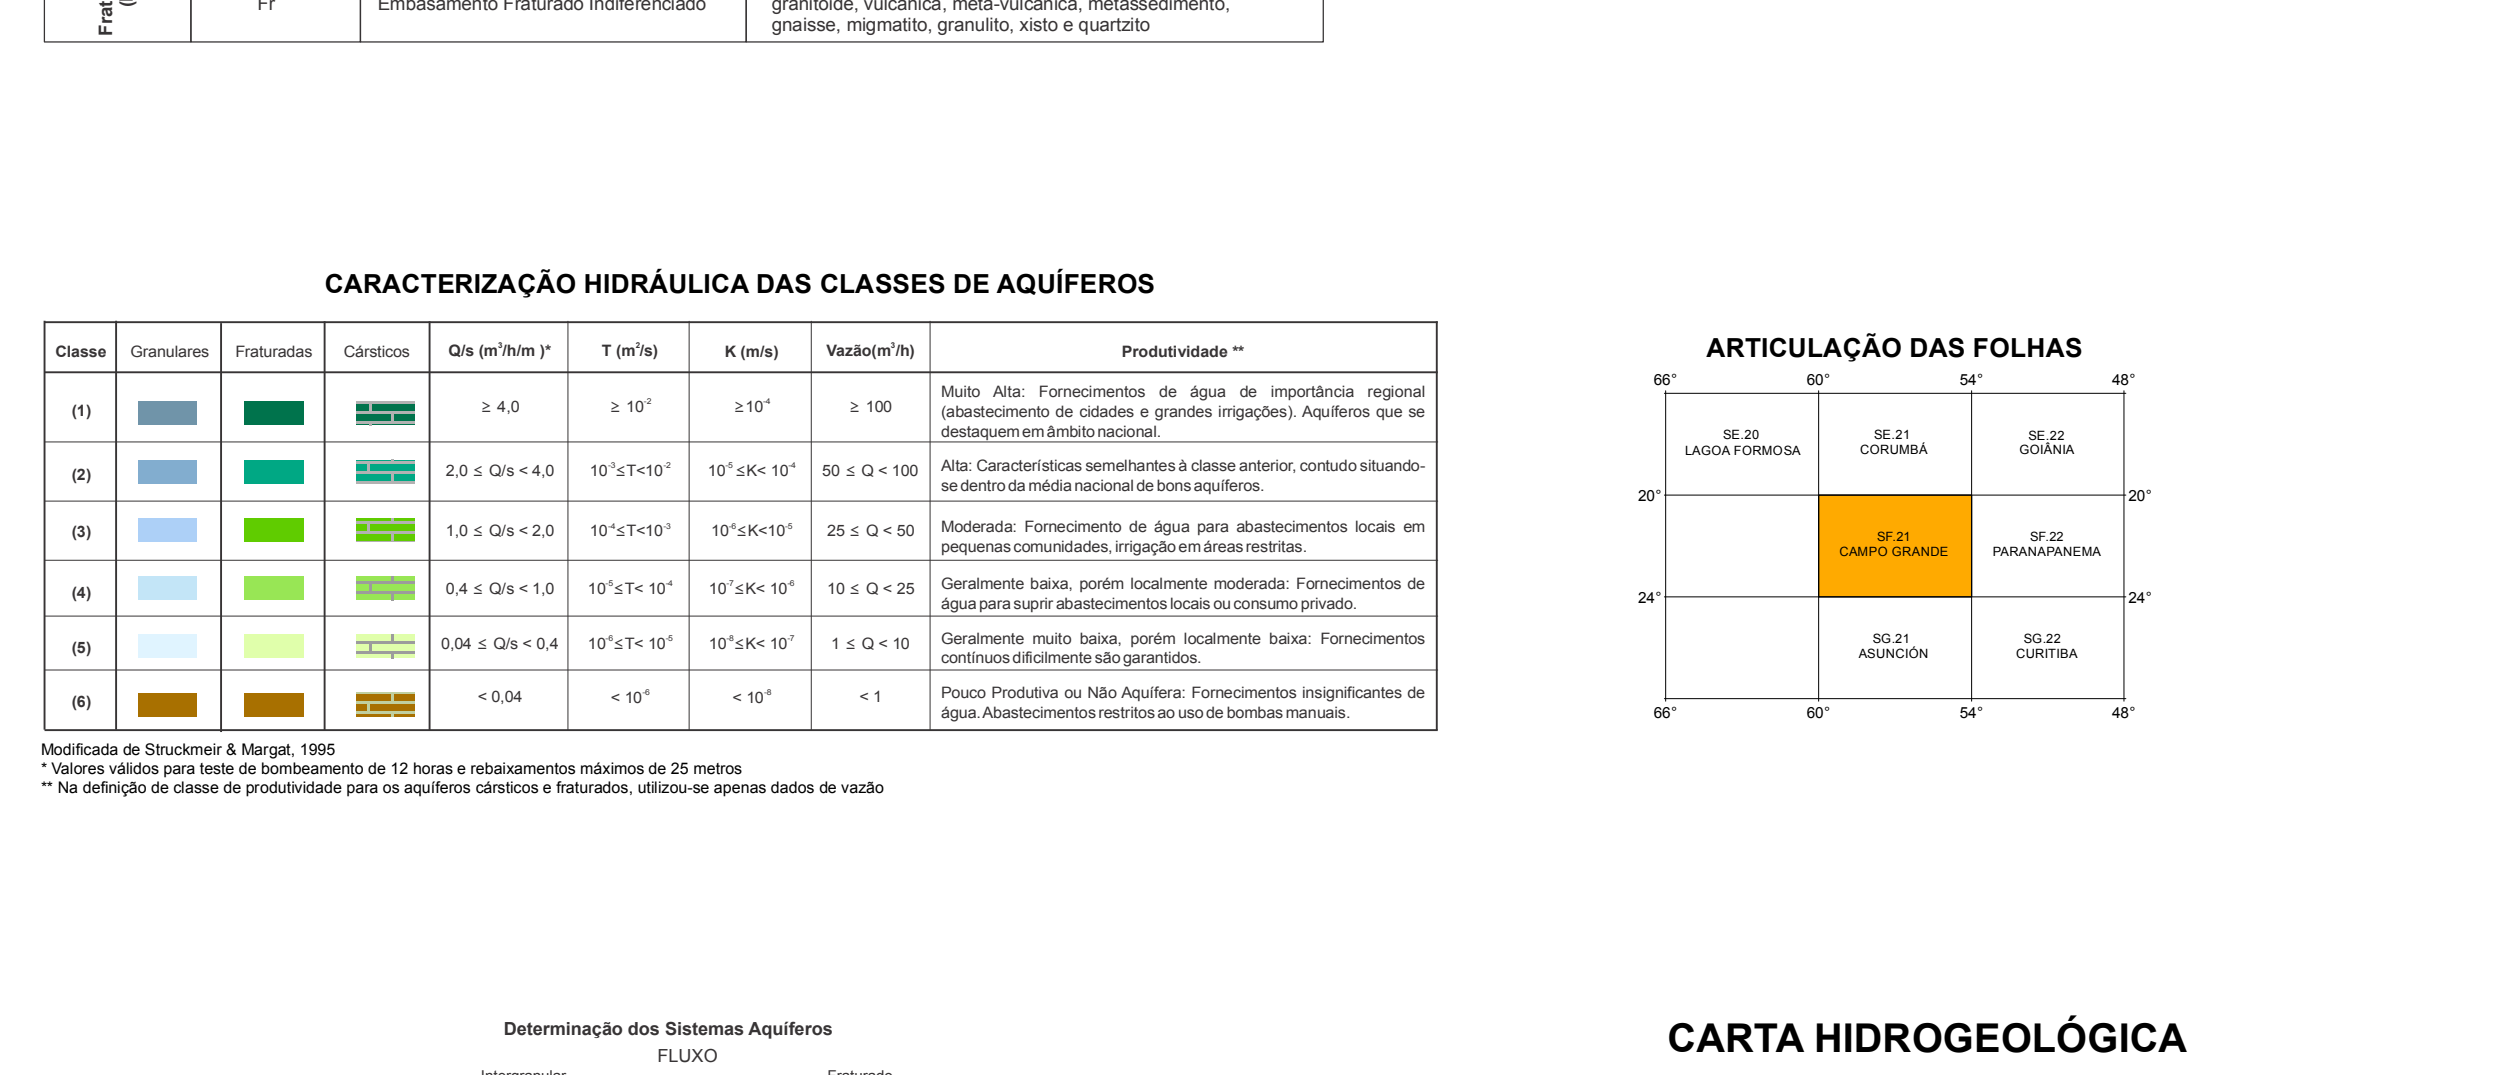 Fr
Embasamento Fraturado Indiferenciado
granitoide, vulcânica, meta-vulcânica, metassedimento,
gnaisse, migmatito, granulito, xisto e quartzito
CARACTERIZAÇÃO HIDRÁULICA DAS CLASSES DE AQUÍFEROS
Classe Granulares Fraturadas Cársticos Q/s (m³/h/m )* T (m²/s) K (m/s) Vazão(m³/h) Produtividade **
(1) ≥ 4,0 ≥ 10⁻² ≥10⁻⁴ ≥ 100
Muito Alta: Fornecimentos de água de importância regional
(abastecimento de cidades e grandes irrigações). Aquíferos que se
destaquem em âmbito nacional.
(2) 2,0 ≤ Q/s < 4,0 10⁻³≤T<10⁻² 10⁻⁵≤K< 10⁻⁴ 50 ≤ Q < 100
Alta: Características semelhantes à classe anterior, contudo situando-
se dentro da média nacional de bons aquíferos.
(3) 1,0 ≤ Q/s < 2,0 10⁻⁴≤T<10⁻³ 10⁻⁶≤K<10⁻⁵ 25 ≤ Q < 50
Moderada: Fornecimento de água para abastecimentos locais em
pequenas comunidades, irrigação em áreas restritas.
(4) 0,4 ≤ Q/s < 1,0 10⁻⁵≤T< 10⁻⁴ 10⁻⁷≤K< 10⁻⁶ 10 ≤ Q < 25
Geralmente baixa, porém localmente moderada: Fornecimentos de
água para suprir abastecimentos locais ou consumo privado.
(5) 0,04 ≤ Q/s < 0,4 10⁻⁶≤T< 10⁻⁵ 10⁻⁸≤K< 10⁻⁷ 1 ≤ Q < 10
Geralmente muito baixa, porém localmente baixa: Fornecimentos
contínuos dificilmente são garantidos.
(6) < 0,04 < 10⁻⁶ < 10⁻⁸ < 1
Pouco Produtiva ou Não Aquífera: Fornecimentos insignificantes de
água. Abastecimentos restritos ao uso de bombas manuais.
Modificada de Struckmeir & Margat, 1995
* Valores válidos para teste de bombeamento de 12 horas e rebaixamentos máximos de 25 metros
** Na definição de classe de produtividade para os aquíferos cársticos e fraturados, utilizou-se apenas dados de vazão
ARTICULAÇÃO DAS FOLHAS
66° 60° 54° 48°
SE.20
LAGOA FORMOSA
SE.21
CORUMBÁ
SE.22
GOIÂNIA
20° 20°
SF.21
CAMPO GRANDE
SF.22
PARANAPANEMA
24° 24°
SG.21
ASUNCIÓN
SG.22
CURITIBA
66° 60° 54° 48°
Determinação dos Sistemas Aquíferos
FLUXO
Intergranular Fraturado
CARTA HIDROGEOLÓGICA